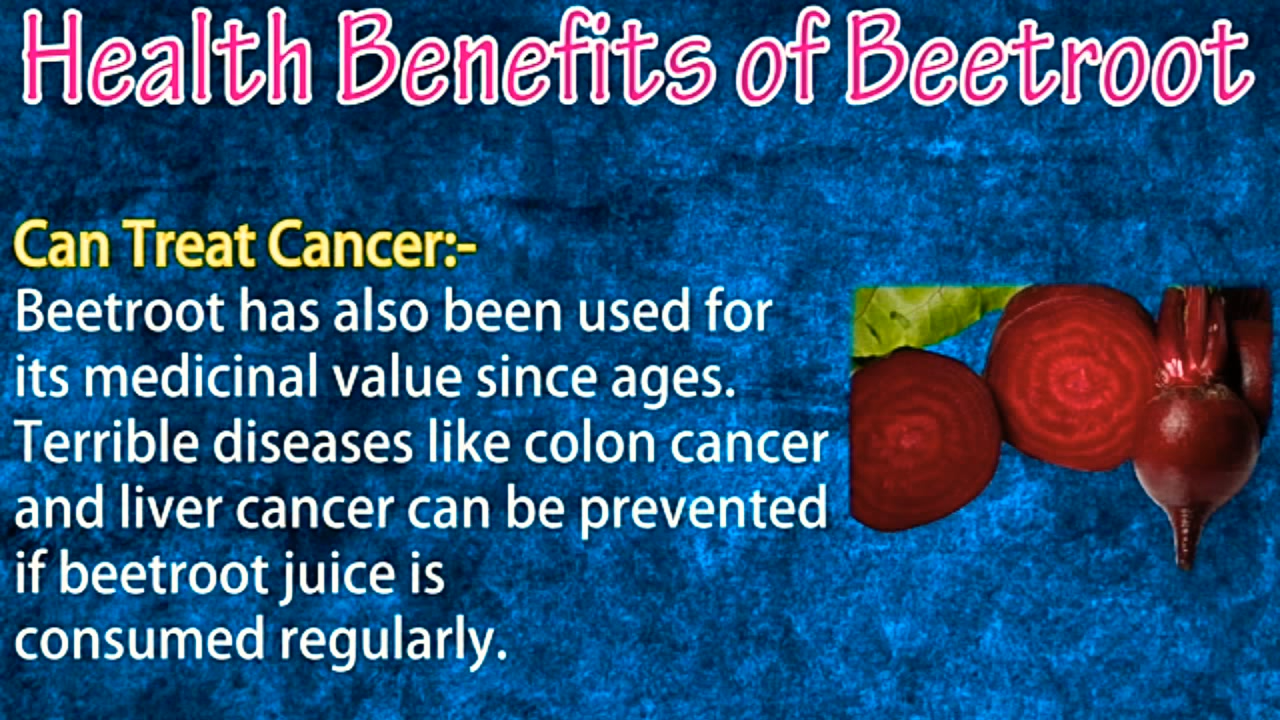 Health Benefits of Beetroot
Can Treat Cancer:-
Beetroot has also been used for
its medicinal value since ages.
Terrible diseases like colon cancer
and liver cancer can be prevented
if beetroot juice is
consumed regularly.